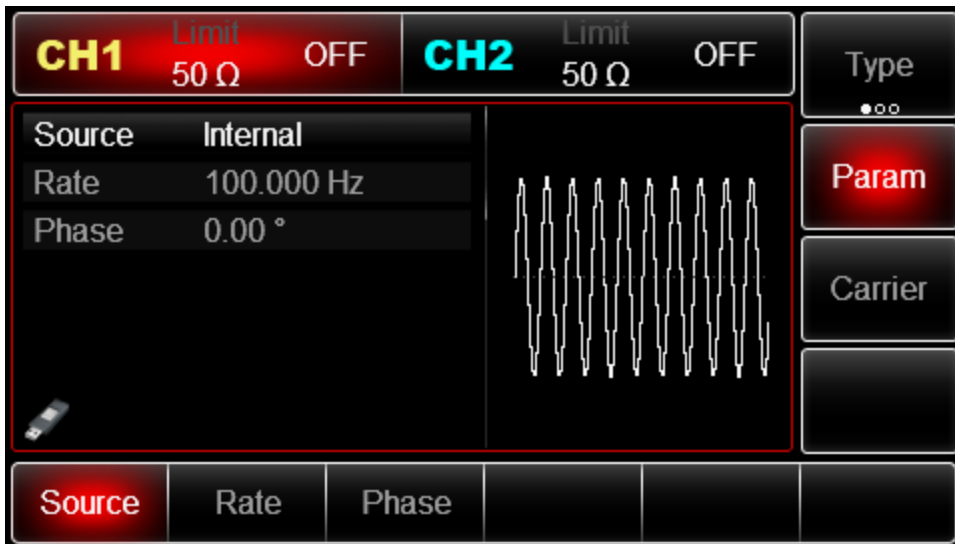 CH1 Limit 50 Ω OFF
CH2 Limit 50 Ω OFF
Type
Source Internal
Rate 100.000 Hz
Phase 0.00 °
Param
Carrier
Source Rate Phase